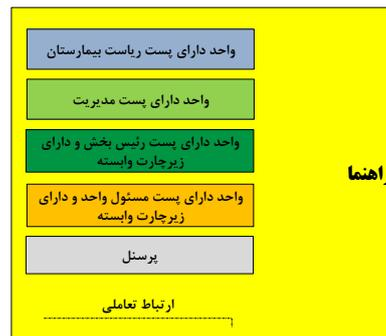 واحد دارای پست ریاست بیمارستان
واحد دارای پست مدیریت
راهنما
واحد دارای پست رئیس بخش و دارای
زیرچارت وابسته
واحد دارای پست مسئول واحد و دارای
زیرچارت وابسته
پرسنل
ارتباط تعاملی